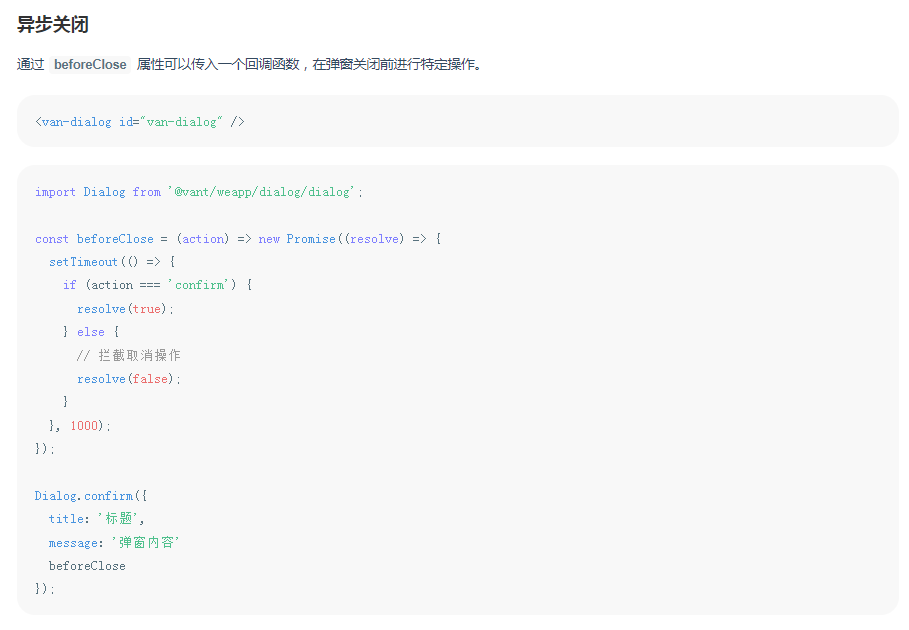 异步关闭
通过 beforeClose 属性可以传入一个回调函数，在弹窗关闭前进行特定操作。
<van-dialog id="van-dialog" />
import Dialog from '@vant/weapp/dialog/dialog';
const beforeClose = (action) => new Promise((resolve) => {
  setTimeout(() => {
    if (action === 'confirm') {
      resolve(true);
    } else {
      // 拦截取消操作
      resolve(false);
    }
  }, 1000);
});
Dialog.confirm({
  title: '标题',
  message: '弹窗内容'
  beforeClose
});